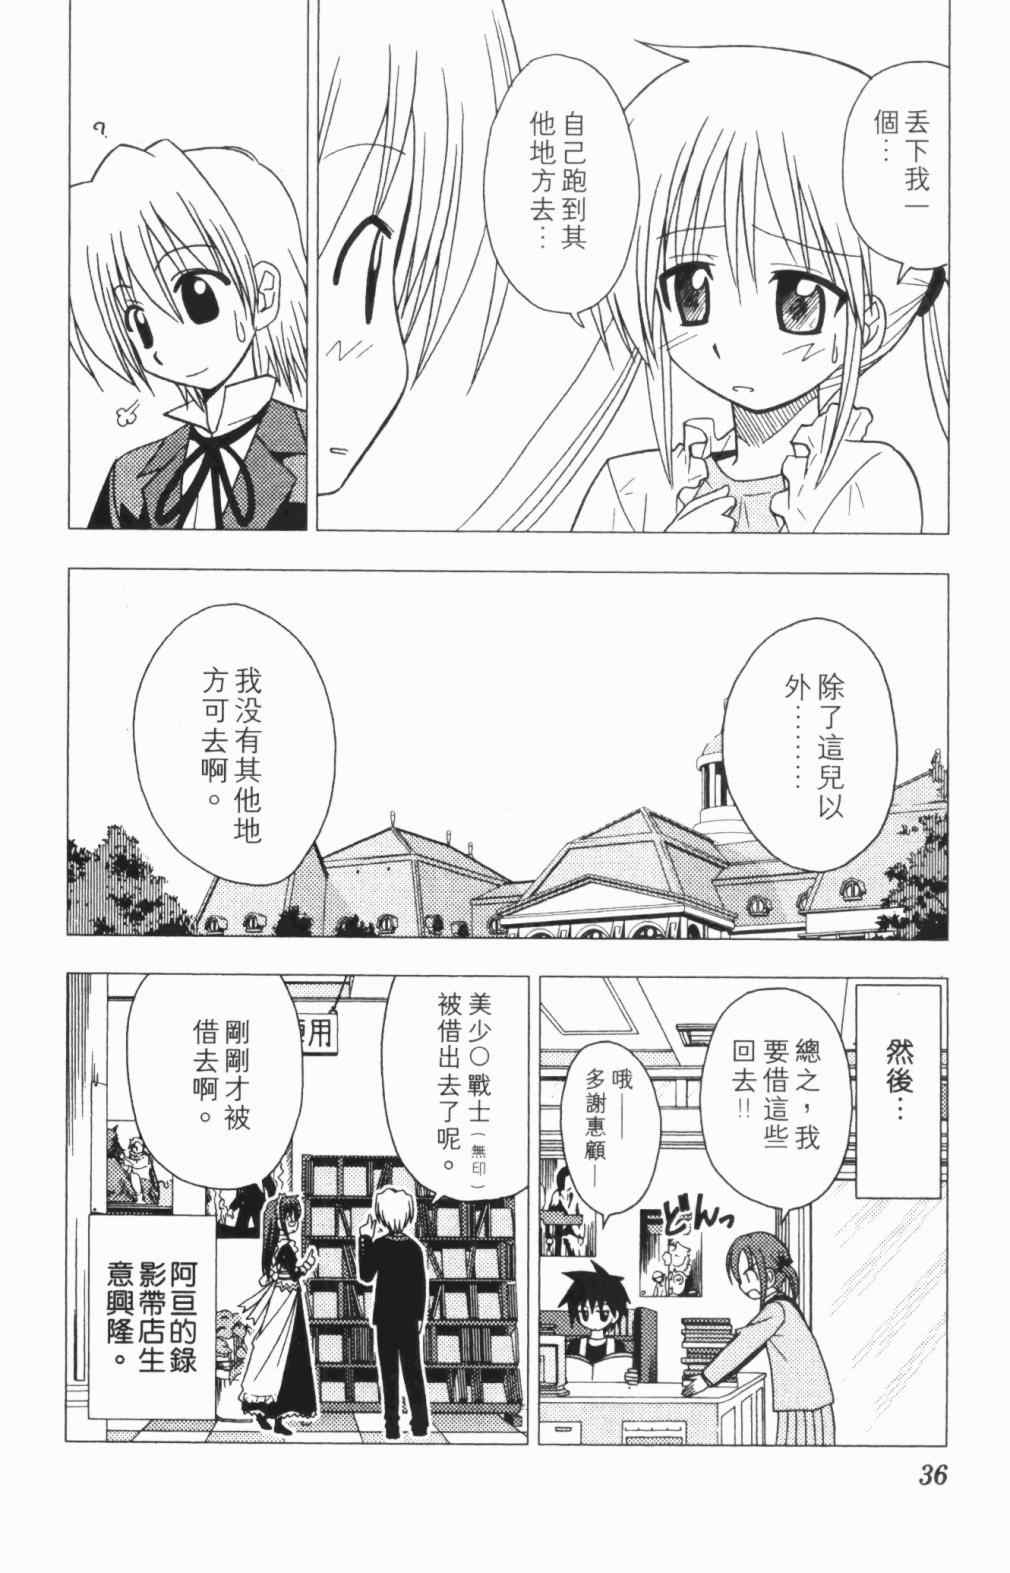 丟下我一
個…
自己跑到其
他地方去…
?
除了這兒以
外………
我沒有其他地
方可去啊。
然後…
總之，我
要借這些
回去!!
哦——
多謝惠顧—
どんっ
美少○戰士（無印）
被借出去了呢。
用
剛剛才被
借去啊。
阿亘的錄
影帶店生
意興隆。
36